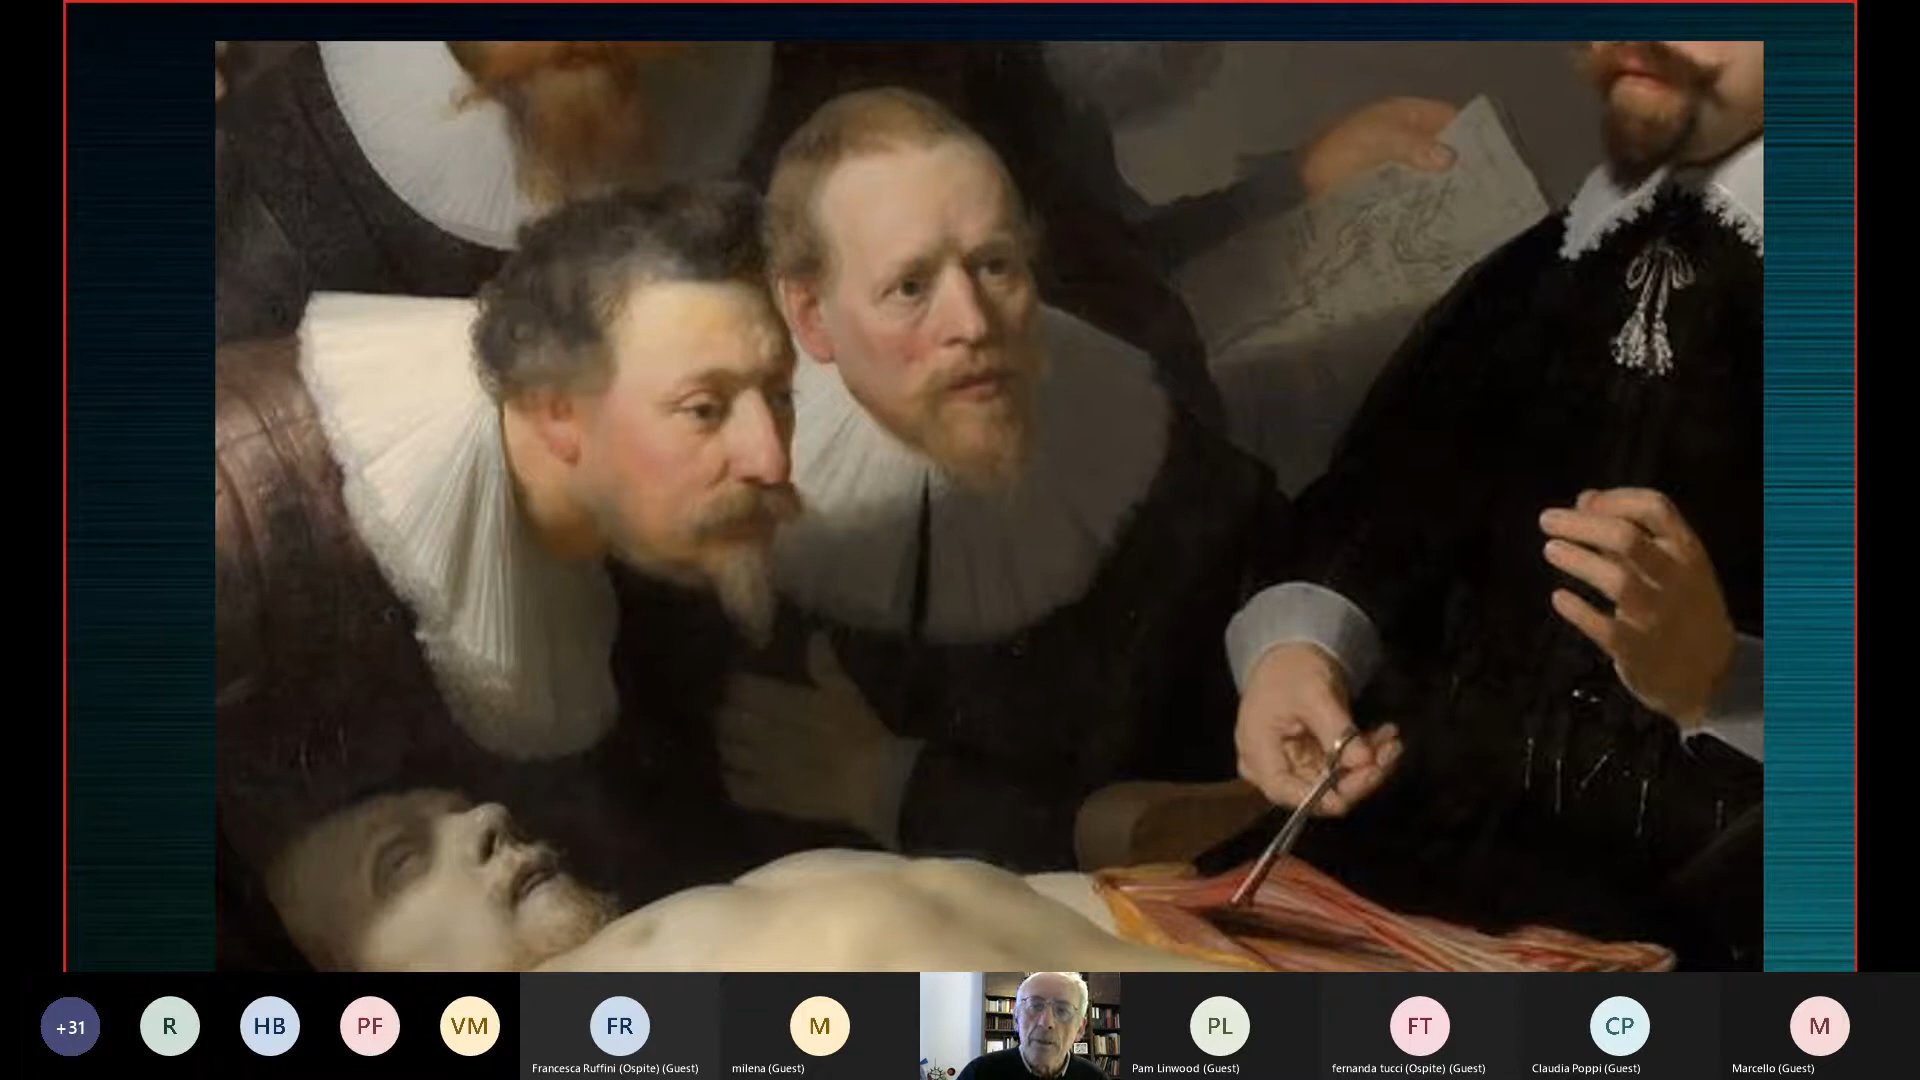 +31
R
HB
PF
VM
FR
M
PL
FT
CP
M
Francesca Ruffini (Ospite) (Guest)
milena (Guest)
Pam Linwood (Guest)
fernanda tucci (Ospite) (Guest)
Claudia Poppi (Guest)
Marcello (Guest)